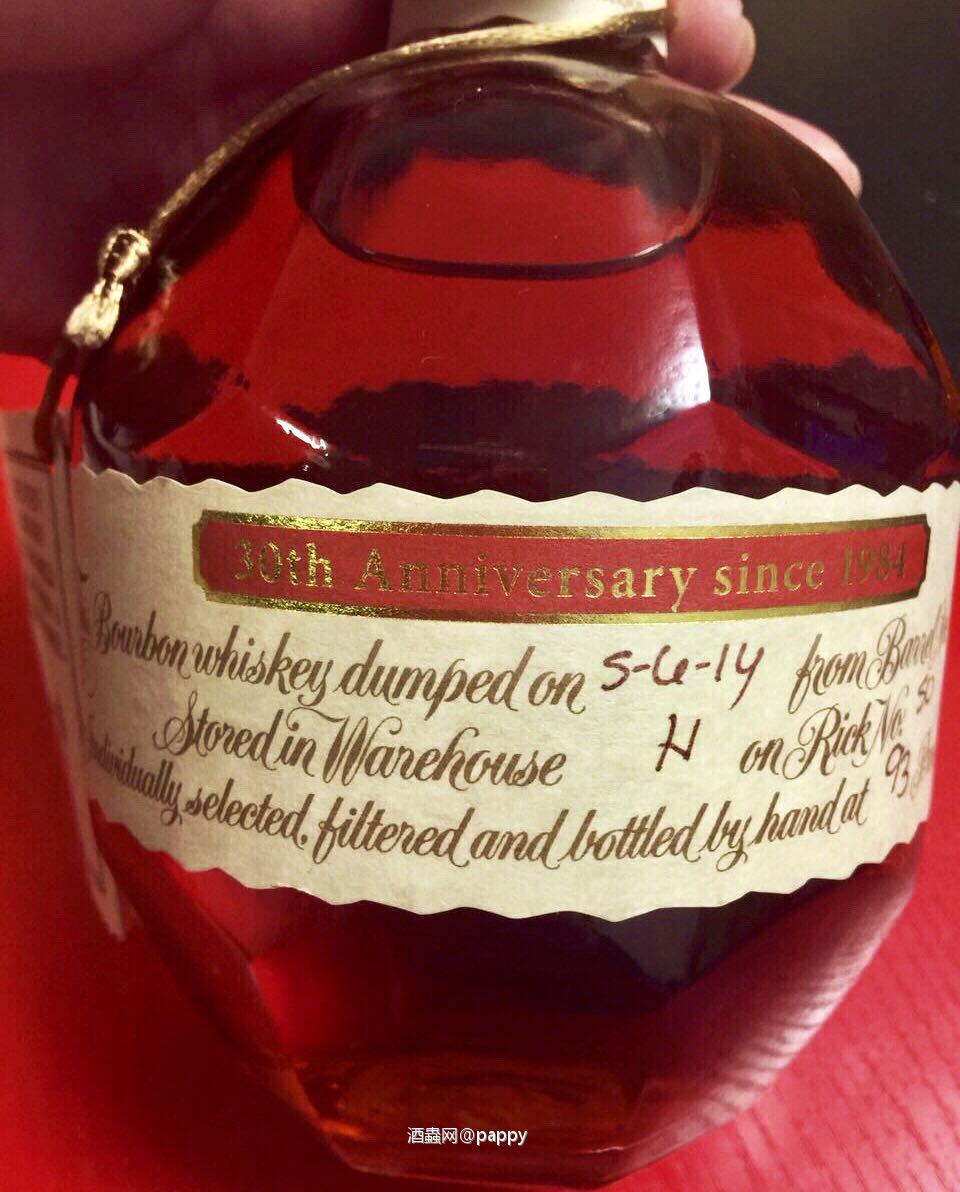 30th Anniversary since 1984
Bourbon whiskey dumped on 5-6-14 from Barrel
Stored in Warehouse H on Rick No: 50
Individually selected, filtered and bottled by hand at 93
酒蟲网@pappy